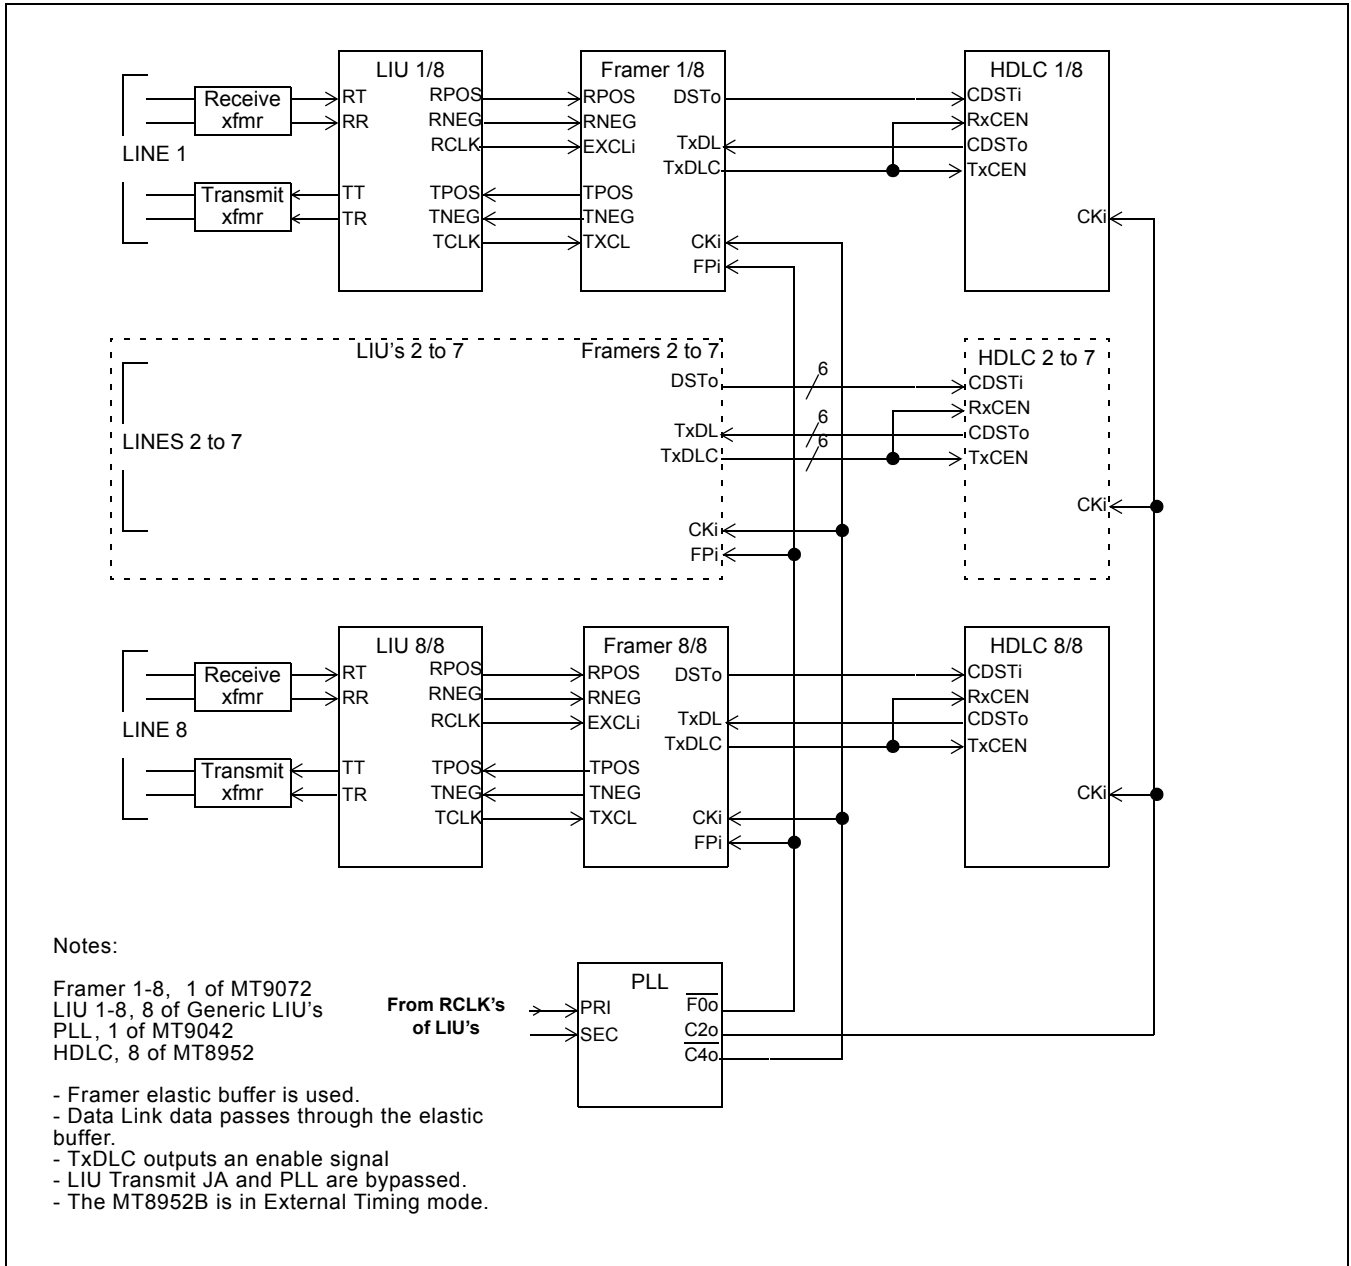 LIU 1/8
Framer 1/8
HDLC 1/8
Receive
xfmr
RT
RR
RPOS
RNEG
RCLK
RPOS
RNEG
EXCLi
DSTo
TxDL
TxDLC
CDSTi
RxCEN
CDSTo
TxCEN
LINE 1
Transmit
xfmr
TT
TR
TPOS
TNEG
TCLK
TPOS
TNEG
TXCL
CKi
FPi
CKi
LIU's 2 to 7
Framers 2 to 7
HDLC 2 to 7
LINES 2 to 7
DSTo
TxDL
TxDLC
6
6
6
CDSTi
RxCEN
CDSTo
TxCEN
CKi
FPi
CKi
LIU 8/8
Framer 8/8
HDLC 8/8
Receive
xfmr
RT
RR
RPOS
RNEG
RCLK
RPOS
RNEG
EXCLi
DSTo
TxDL
TxDLC
CDSTi
RxCEN
CDSTo
TxCEN
LINE 8
Transmit
xfmr
TT
TR
TPOS
TNEG
TCLK
TPOS
TNEG
TXCL
CKi
FPi
CKi
PLL
From RCLK's
of LIU's
PRI
SEC
F0o
C2o
C4o
Notes:
Framer 1-8, 1 of MT9072
LIU 1-8, 8 of Generic LIU's
PLL, 1 of MT9042
HDLC, 8 of MT8952
- Framer elastic buffer is used.
- Data Link data passes through the elastic
buffer.
- TxDLC outputs an enable signal
- LIU Transmit JA and PLL are bypassed.
- The MT8952B is in External Timing mode.